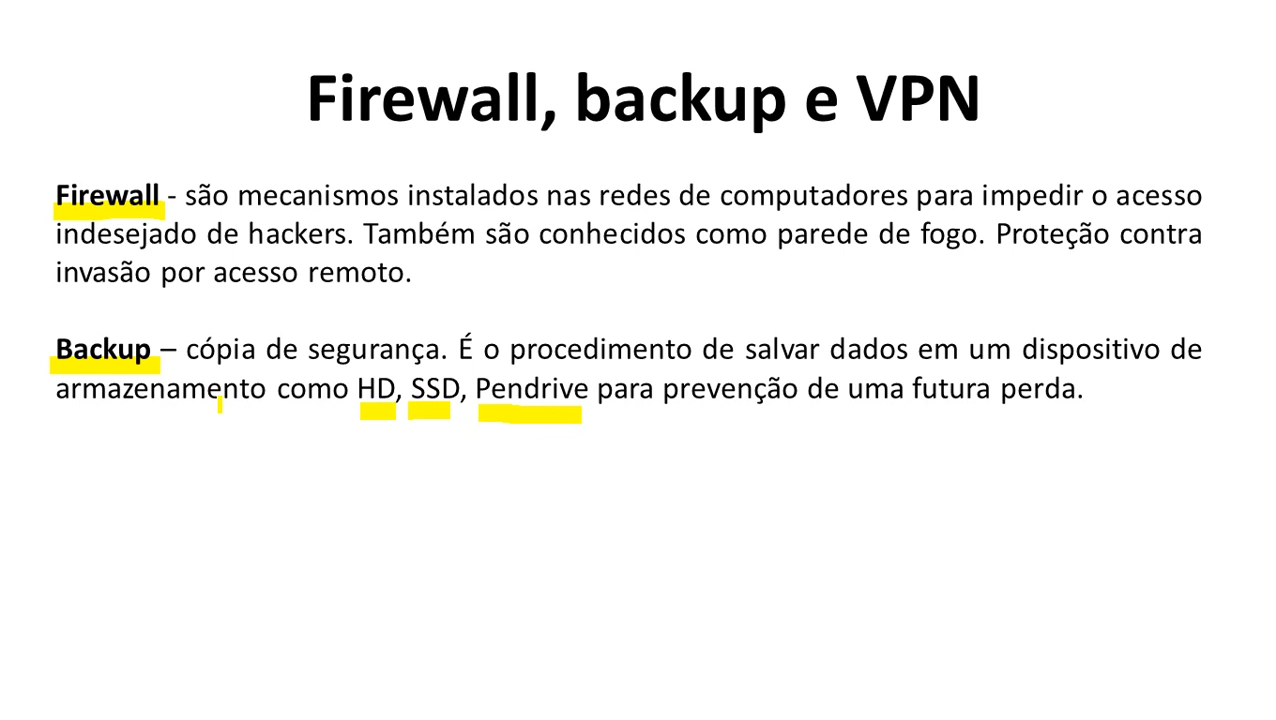 Firewall, backup e VPN
Firewall - são mecanismos instalados nas redes de computadores para impedir o acesso
indesejado de hackers. Também são conhecidos como parede de fogo. Proteção contra
invasão por acesso remoto.
Backup – cópia de segurança. É o procedimento de salvar dados em um dispositivo de
armazenamento como HD, SSD, Pendrive para prevenção de uma futura perda.